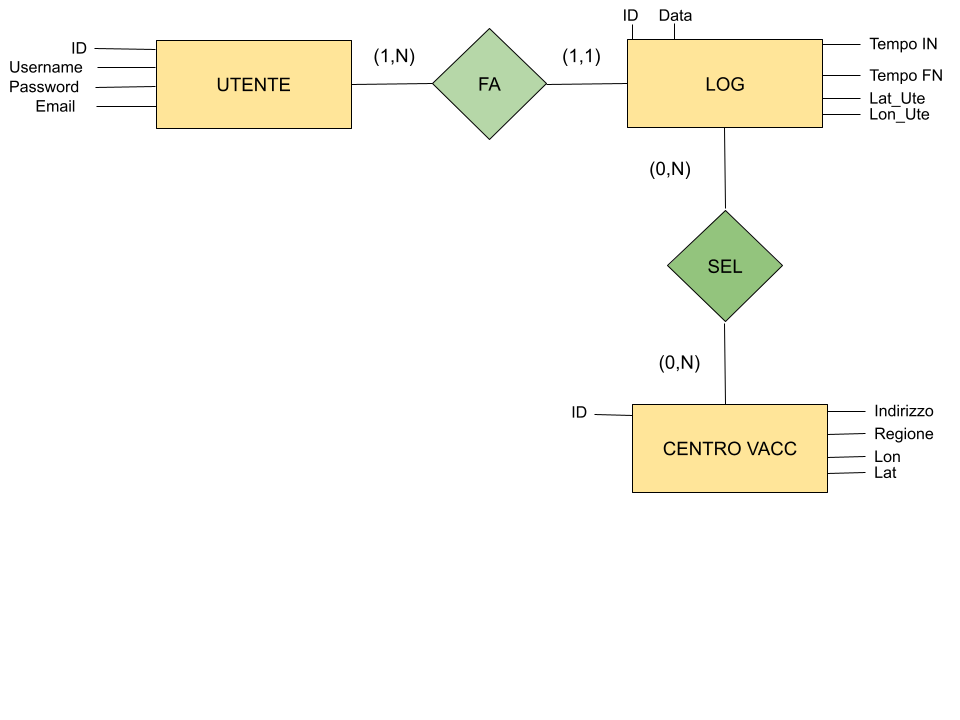 ID
Username
Password
Email
UTENTE
(1,N)
FA
(1,1)
ID Data
LOG
Tempo IN
Tempo FN
Lat_Ute
Lon_Ute
(0,N)
SEL
(0,N)
ID
CENTRO VACC
Indirizzo
Regione
Lon
Lat